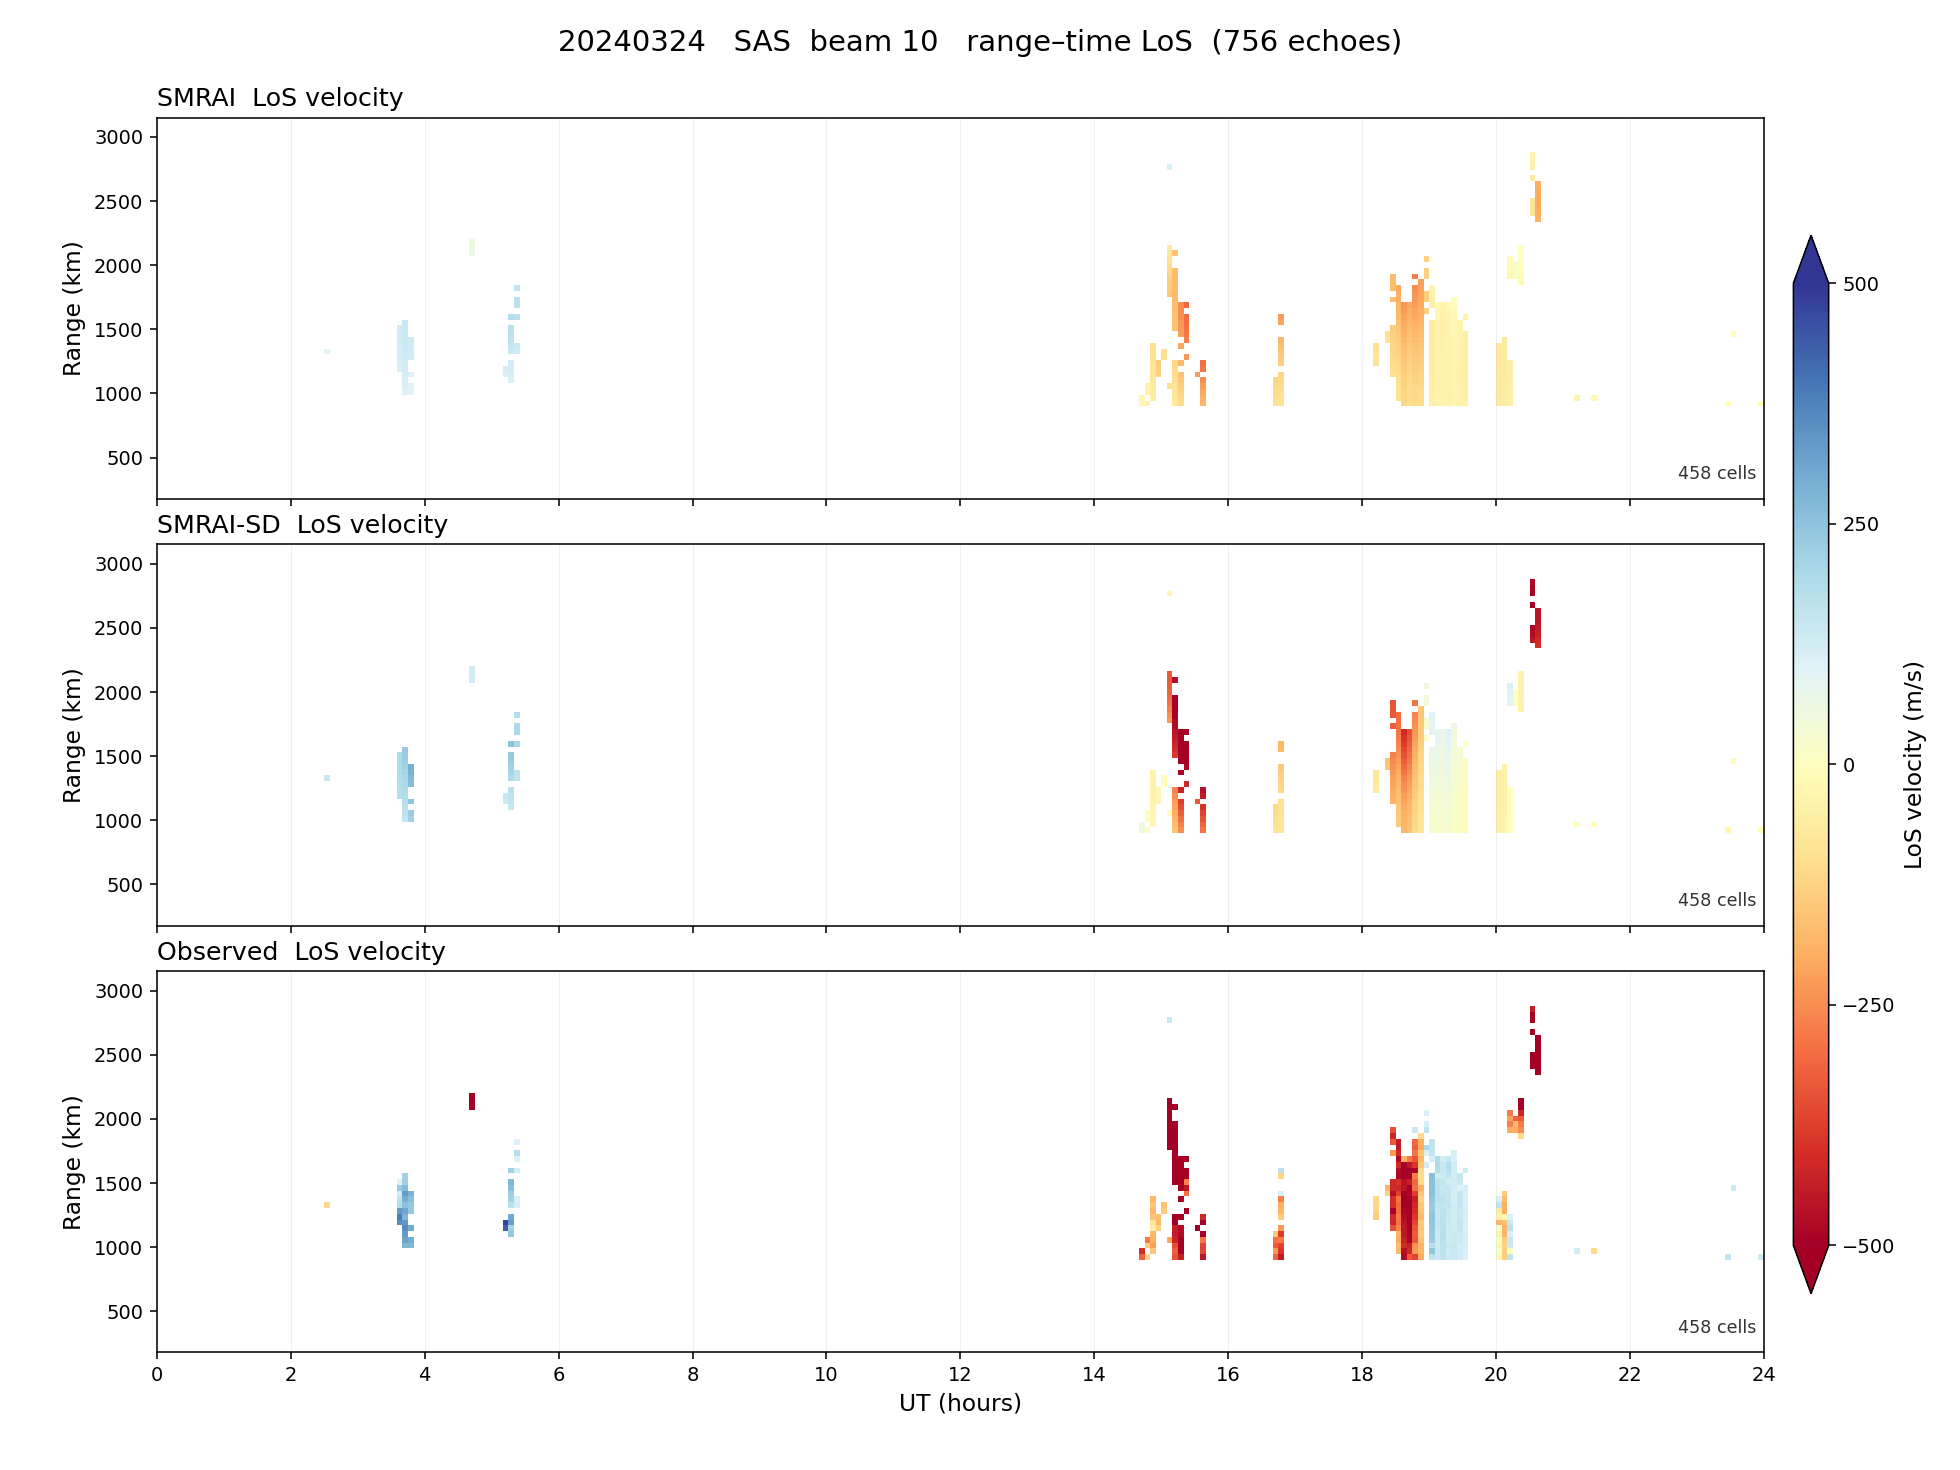 20240324 SAS beam 10 range–time LoS (756 echoes)
SMRAI LoS velocity
3000
2500
2000
1500
1000
500
Range (km)
458 cells
SMRAI-SD LoS velocity
3000
2500
2000
1500
1000
500
Range (km)
458 cells
Observed LoS velocity
3000
2500
2000
1500
1000
500
Range (km)
458 cells
0 2 4 6 8 10 12 14 16 18 20 22 24
UT (hours)
500
250
0
−250
−500
LoS velocity (m/s)